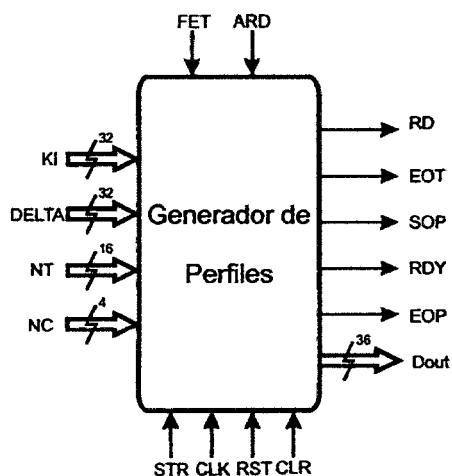 FET ARD
32
KI
RD
32
DELTA
EOT
16
NT
Generador de
Perfiles
SOP
4
NC
RDY
EOP
36
Dout
STR CLK RST CLR